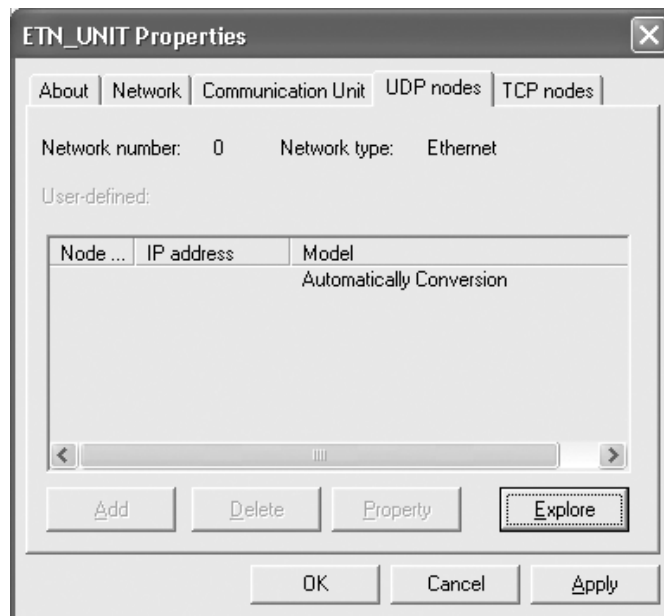 ETN_UNIT Properties
About Network Communication Unit UDP nodes TCP nodes
Network number: 0 Network type: Ethernet
User-defined:
Node ... IP address Model
Automatically Conversion
Add Delete Property Explore
OK Cancel Apply